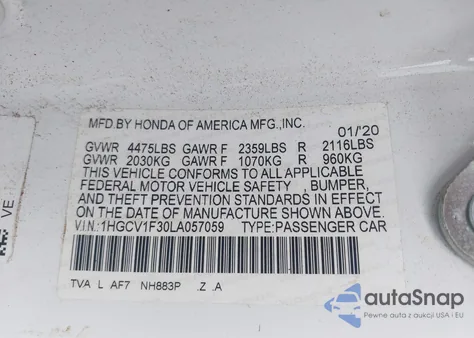 MFD.BY HONDA OF AMERICA MFG.,INC.
01/'20
GVWR 4475LBS GAWR F 2359LBS R 2116LBS
GVWR 2030KG GAWR F 1070KG R 960KG
THIS VEHICLE CONFORMS TO ALL APPLICABLE
FEDERAL MOTOR VEHICLE SAFETY , BUMPER,
AND THEFT PREVENTION STANDARDS IN EFFECT
ON THE DATE OF MANUFACTURE SHOWN ABOVE.
V.I.N.: 1HGCV1F30LA057059 TYPE:PASSENGER CAR
TVA L AF7 NH883P .Z .A
VE
autoSnap
Pewne auta z aukcji USA i EU